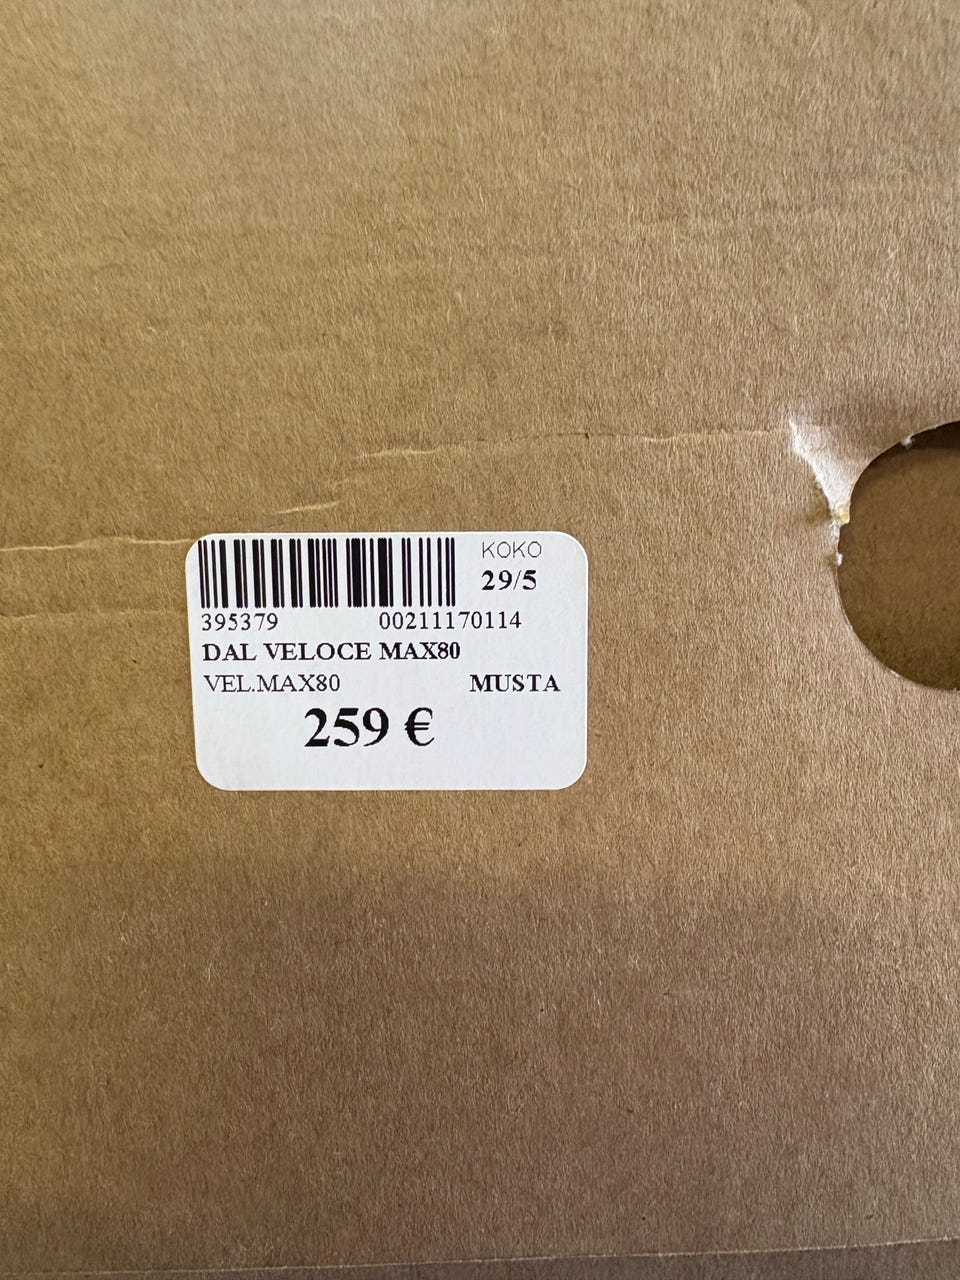 KOKO
29/5
395379 00211170114
DAL VELOCE MAX80
VEL.MAX80 MUSTA
259 €